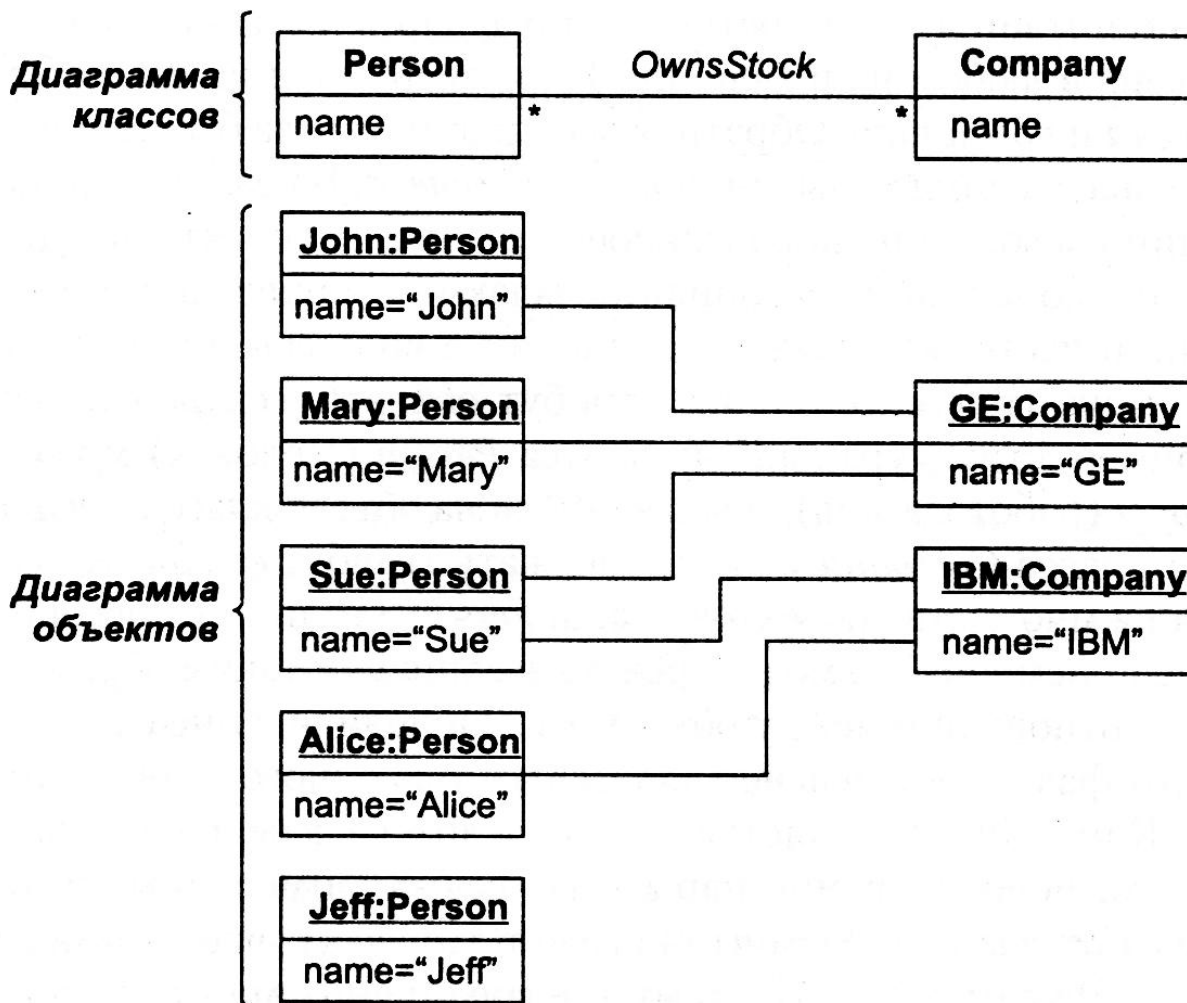 Диаграмма
классов
Person
name
OwnsStock
*
*
Company
name
Диаграмма
объектов
John:Person
name=“John”
Mary:Person
name=“Mary”
Sue:Person
name=“Sue”
Alice:Person
name=“Alice”
Jeff:Person
name=“Jeff”
GE:Company
name=“GE”
IBM:Company
name=“IBM”